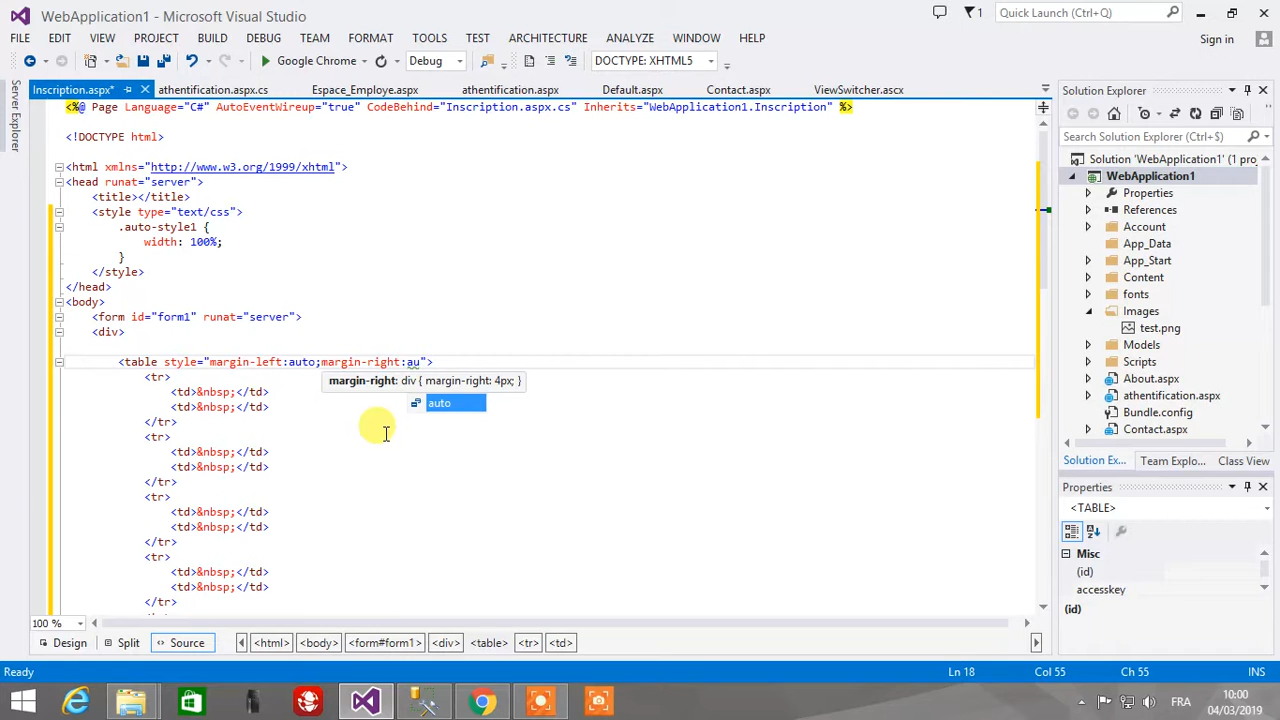 WebApplication1 - Microsoft Visual Studio
1
Quick Launch (Ctrl+Q)
FILE EDIT VIEW PROJECT BUILD DEBUG TEAM FORMAT TOOLS TEST ARCHITECTURE ANALYZE WINDOW HELP
Sign in
Google Chrome Debug DOCTYPE: XHTML5
Server Explorer
Inscription.aspx* athentification.aspx.cs Espace_Employe.aspx athentification.aspx Default.aspx Contact.aspx ViewSwitcher.ascx
<%@ Page Language="C#" AutoEventWireup="true" CodeBehind="Inscription.aspx.cs" Inherits="WebApplication1.Inscription" %>
<!DOCTYPE html>
<html xmlns="http://www.w3.org/1999/xhtml">
<head runat="server">
<title></title>
<style type="text/css">
.auto-style1 {
width: 100%;
}
</style>
</head>
<body>
<form id="form1" runat="server">
<div>
<table style="margin-left:auto;margin-right:au">
<tr>
margin-right: div { margin-right: 4px; }
<td>&nbsp;</td>
auto
<td>&nbsp;</td>
</tr>
<tr>
<td>&nbsp;</td>
<td>&nbsp;</td>
</tr>
<tr>
<td>&nbsp;</td>
<td>&nbsp;</td>
</tr>
<tr>
<td>&nbsp;</td>
<td>&nbsp;</td>
</tr>
100 %
Design Split Source <html> <body> <form#form1> <div> <table> <tr> <td>
Solution Explorer
Search Solution Explorer (Ctrl+$)
Solution 'WebApplication1' (1 pro
WebApplication1
Properties
References
Account
App_Data
App_Start
Content
fonts
Images
test.png
Models
Scripts
About.aspx
athentification.aspx
Bundle.config
Contact.aspx
Solution Ex... Team Explo... Class View
Properties
<TABLE>
Misc
(id)
accesskey
(id)
Ready Ln 18 Col 55 Ch 55 INS
FRA
10:00
04/03/2019